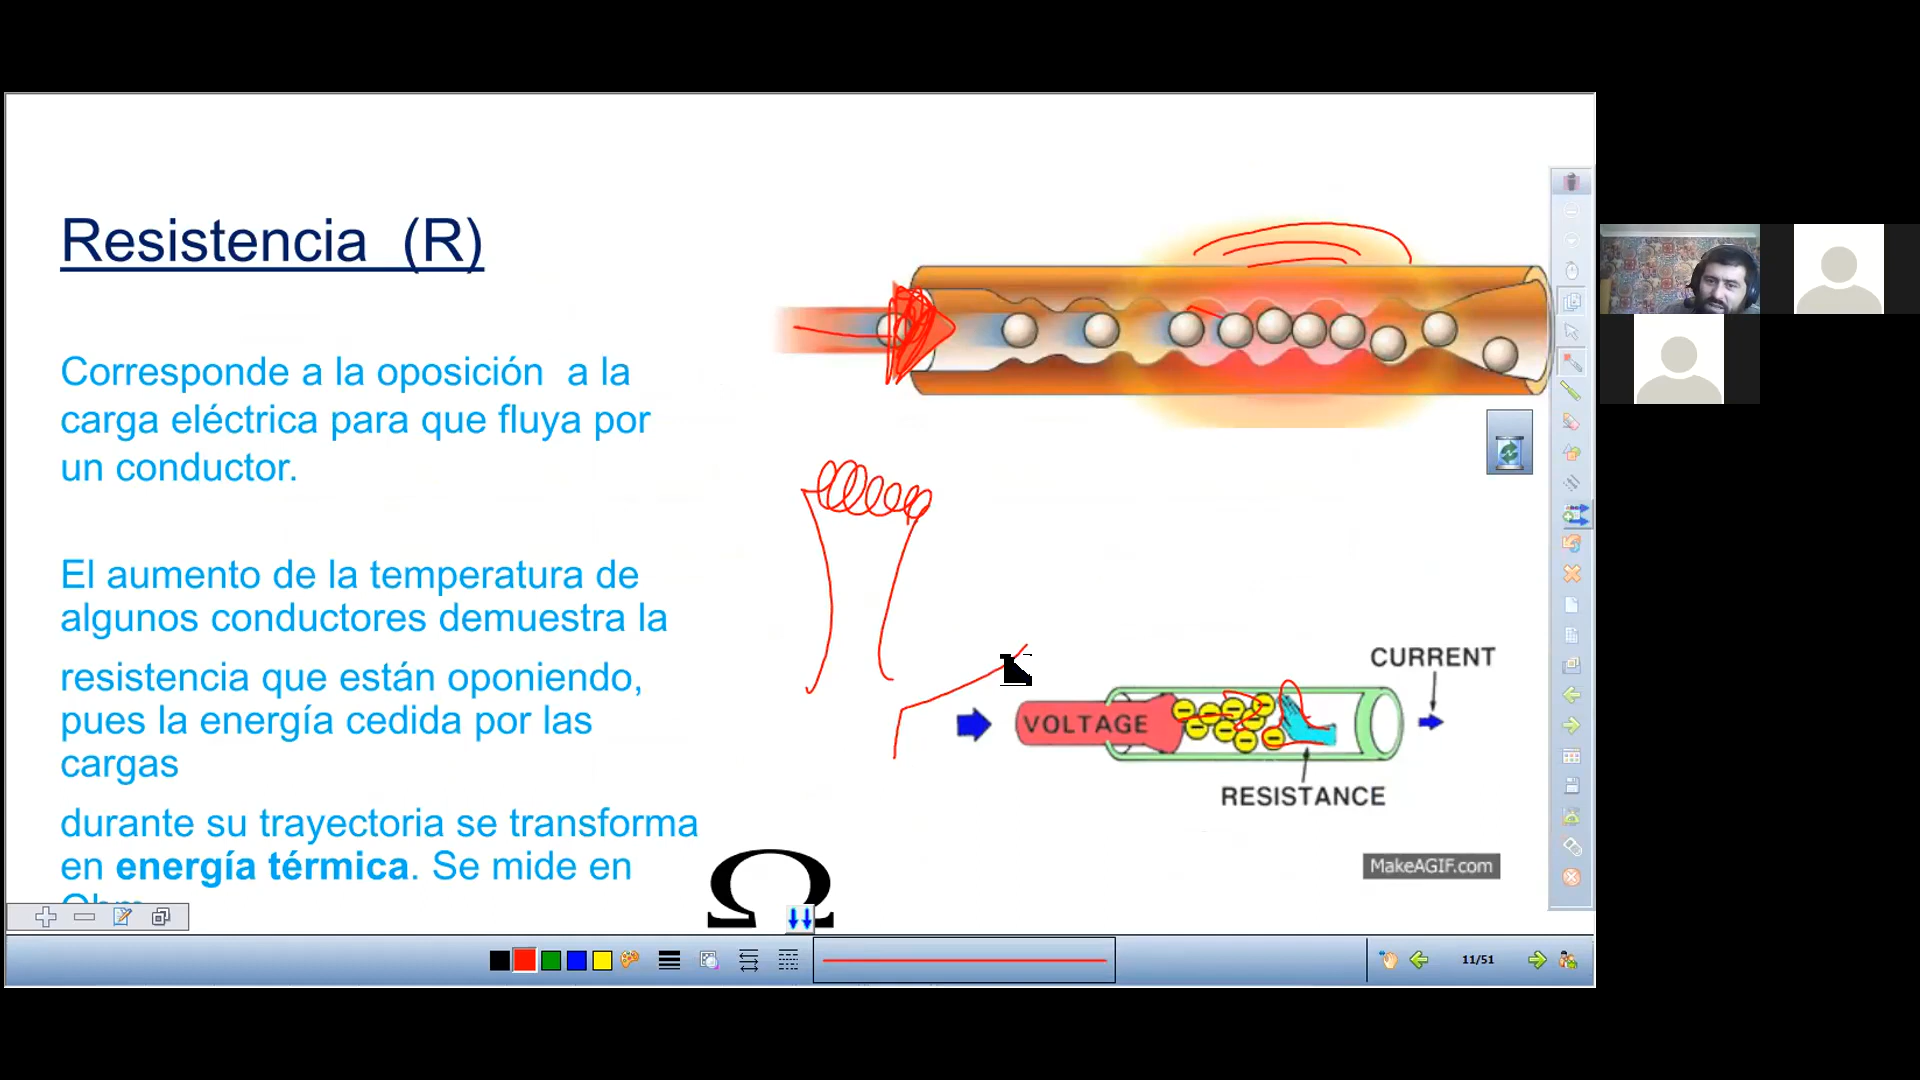 Resistencia (R)
Corresponde a la oposición a la
carga eléctrica para que fluya por
un conductor.
El aumento de la temperatura de
algunos conductores demuestra la
resistencia que están oponiendo,
pues la energía cedida por las
cargas
durante su trayectoria se transforma
en energía térmica. Se mide en
Ohm
Ω
CURRENT
VOLTAGE
RESISTANCE
MakeAGIF.com
11/51